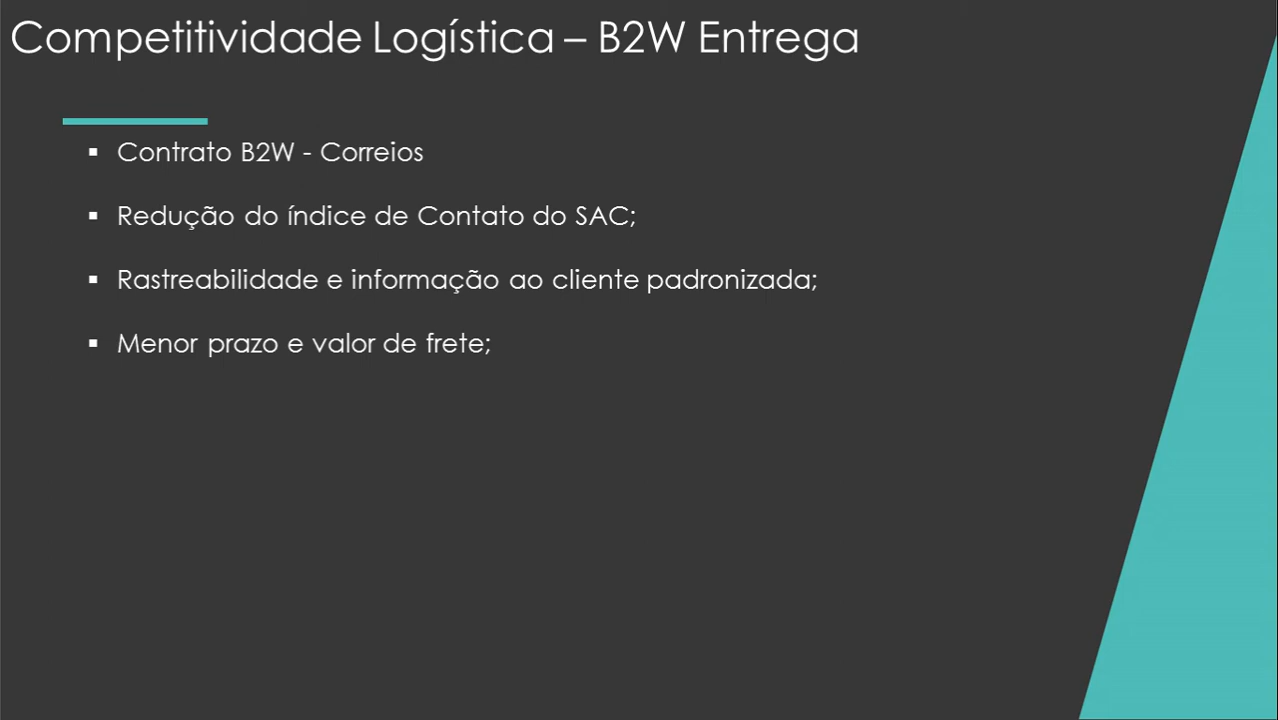 Competitividade Logística – B2W Entrega
▪ Contrato B2W - Correios
▪ Redução do índice de Contato do SAC;
▪ Rastreabilidade e informação ao cliente padronizada;
▪ Menor prazo e valor de frete;